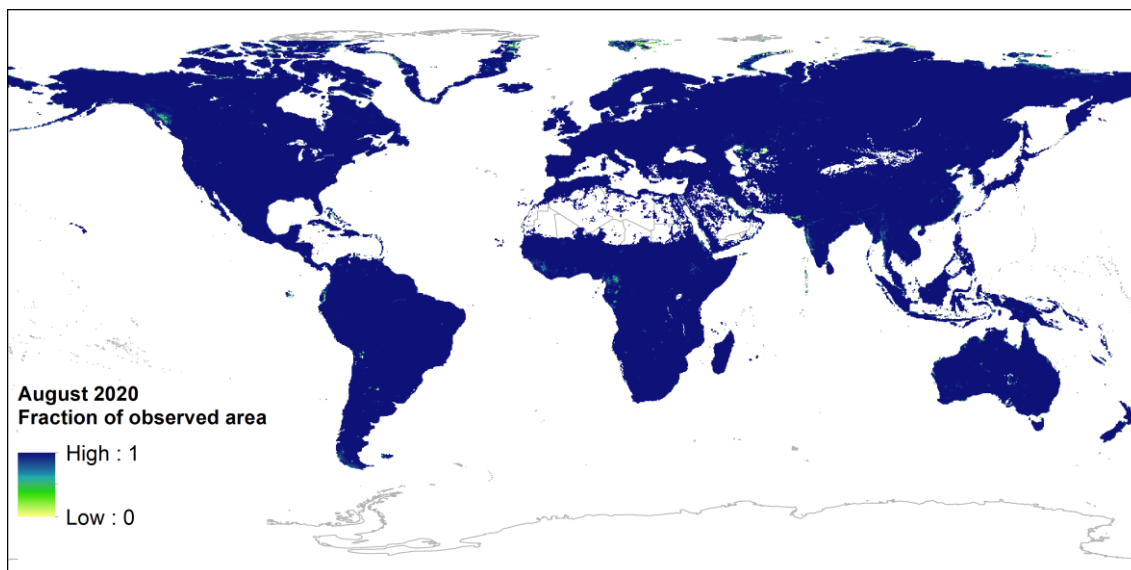 August 2020
Fraction of observed area
High : 1
Low : 0